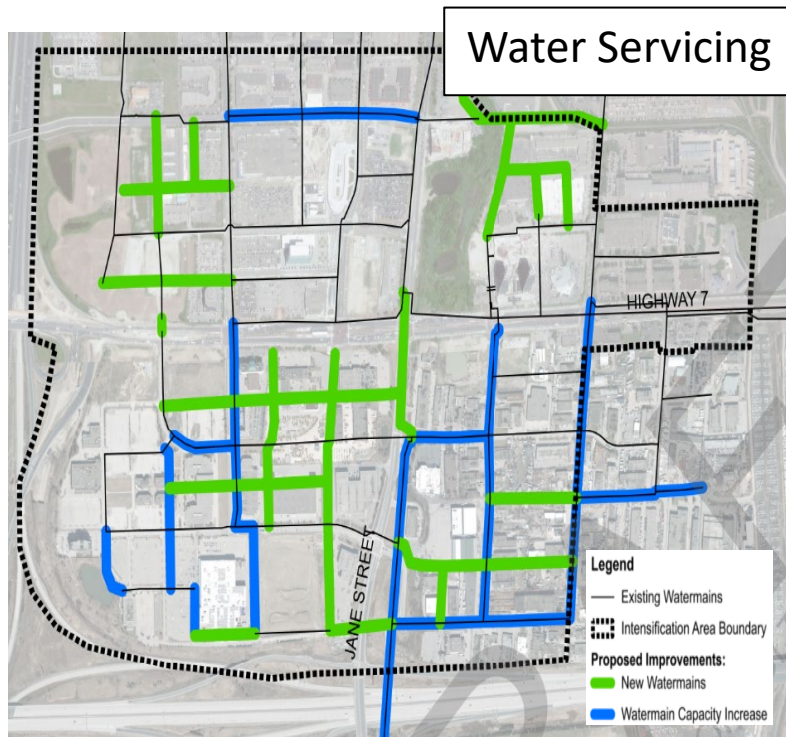 Water Servicing
HIGHWAY 7
JANE STREET
Legend
Existing Watermains
Intensification Area Boundary
Proposed Improvements:
New Watermains
Watermain Capacity Increase